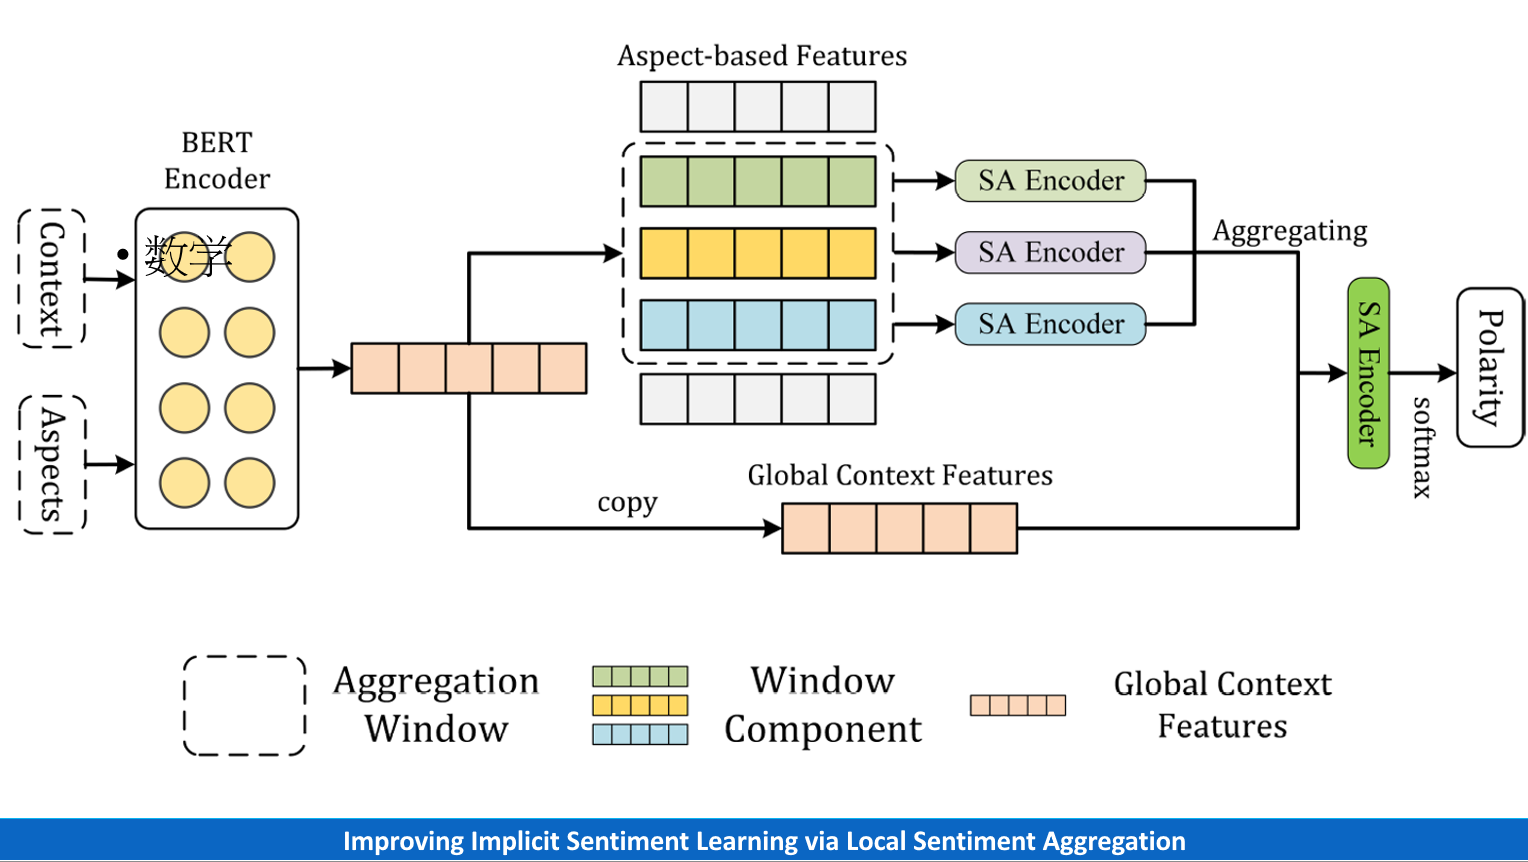 Aspect-based Features
BERT
Encoder
Context
• 数学
Aspects
SA Encoder
SA Encoder
SA Encoder
Aggregating
SA Encoder
softmax
Polarity
Global Context Features
copy
Aggregation
Window
Window
Component
Global Context
Features
Improving Implicit Sentiment Learning via Local Sentiment Aggregation